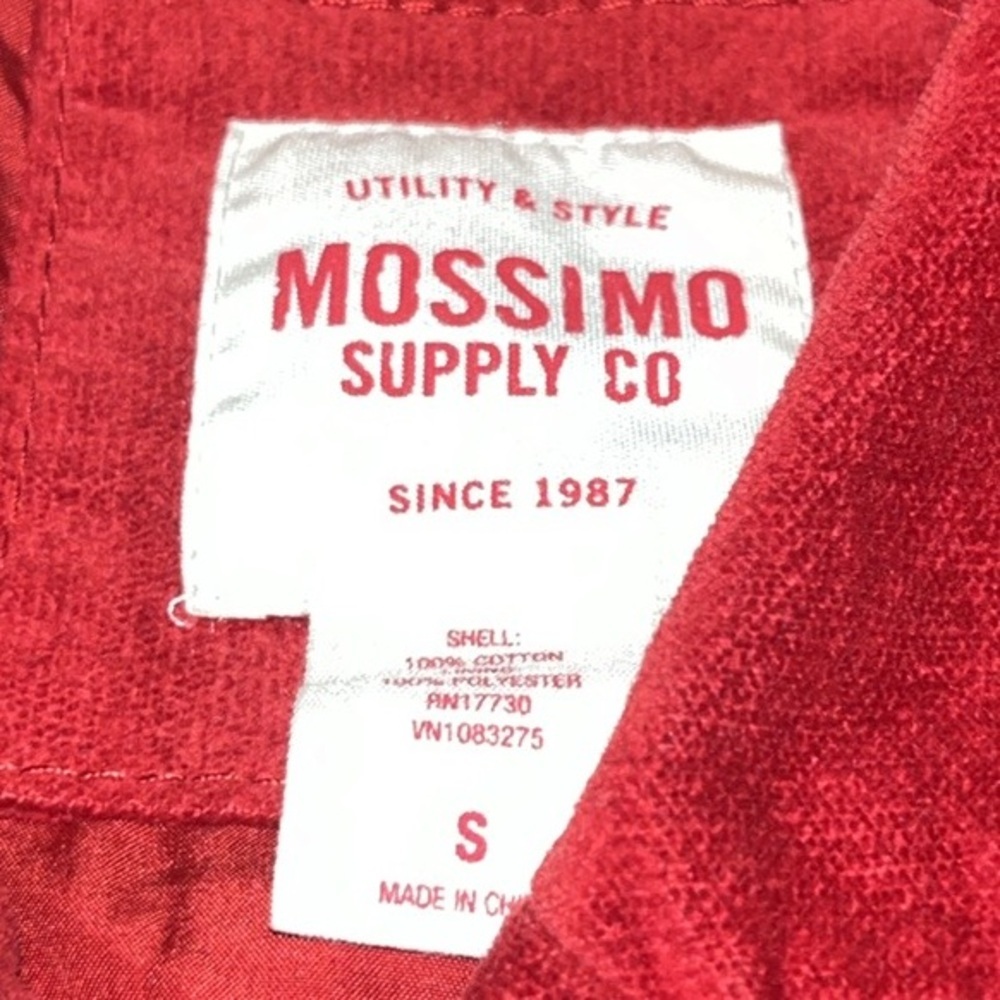 UTILITY & STYLE
MOSSIMO
SUPPLY CO
SINCE 1987
SHELL:
100% COTTON
100% POLYESTER
RN17730
VN1083275
S
MADE IN